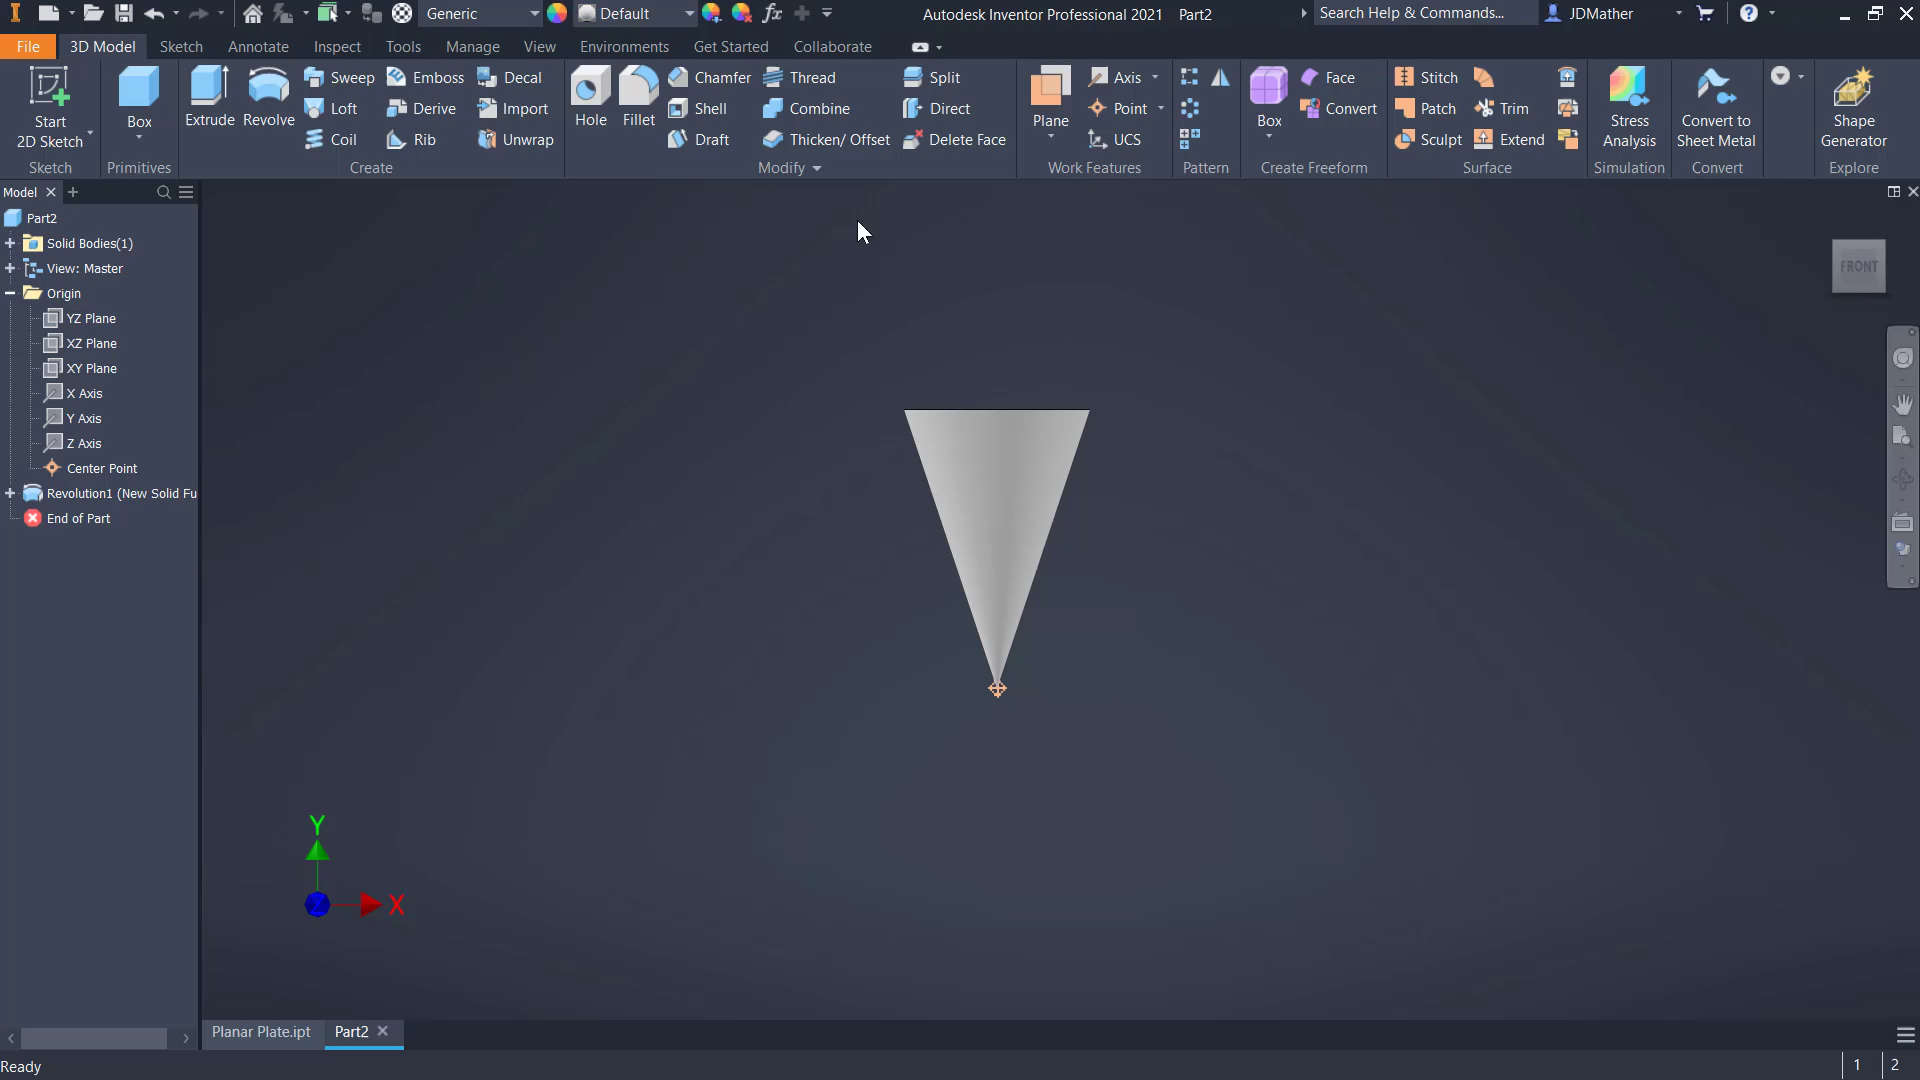 Generic
Default
Autodesk Inventor Professional 2021 Part2
Search Help & Commands...
JDMather
File
3D Model
Sketch
Annotate
Inspect
Tools
Manage
View
Environments
Get Started
Collaborate
Start
2D Sketch
Sketch
Box
Primitives
Extrude
Revolve
Sweep
Loft
Coil
Emboss
Derive
Rib
Decal
Import
Unwrap
Create
Hole
Fillet
Chamfer
Shell
Draft
Thread
Combine
Thicken/ Offset
Split
Direct
Delete Face
Modify
Plane
Axis
Point
UCS
Work Features
Pattern
Box
Face
Convert
Create Freeform
Stitch
Patch
Sculpt
Trim
Extend
Surface
Stress
Analysis
Simulation
Convert to
Sheet Metal
Convert
Shape
Generator
Explore
Model
Part2
Solid Bodies(1)
View: Master
Origin
YZ Plane
XZ Plane
XY Plane
X Axis
Y Axis
Z Axis
Center Point
Revolution1 (New Solid Fu
End of Part
FRONT
Y
Z
X
Planar Plate.ipt
Part2
Ready
1
2